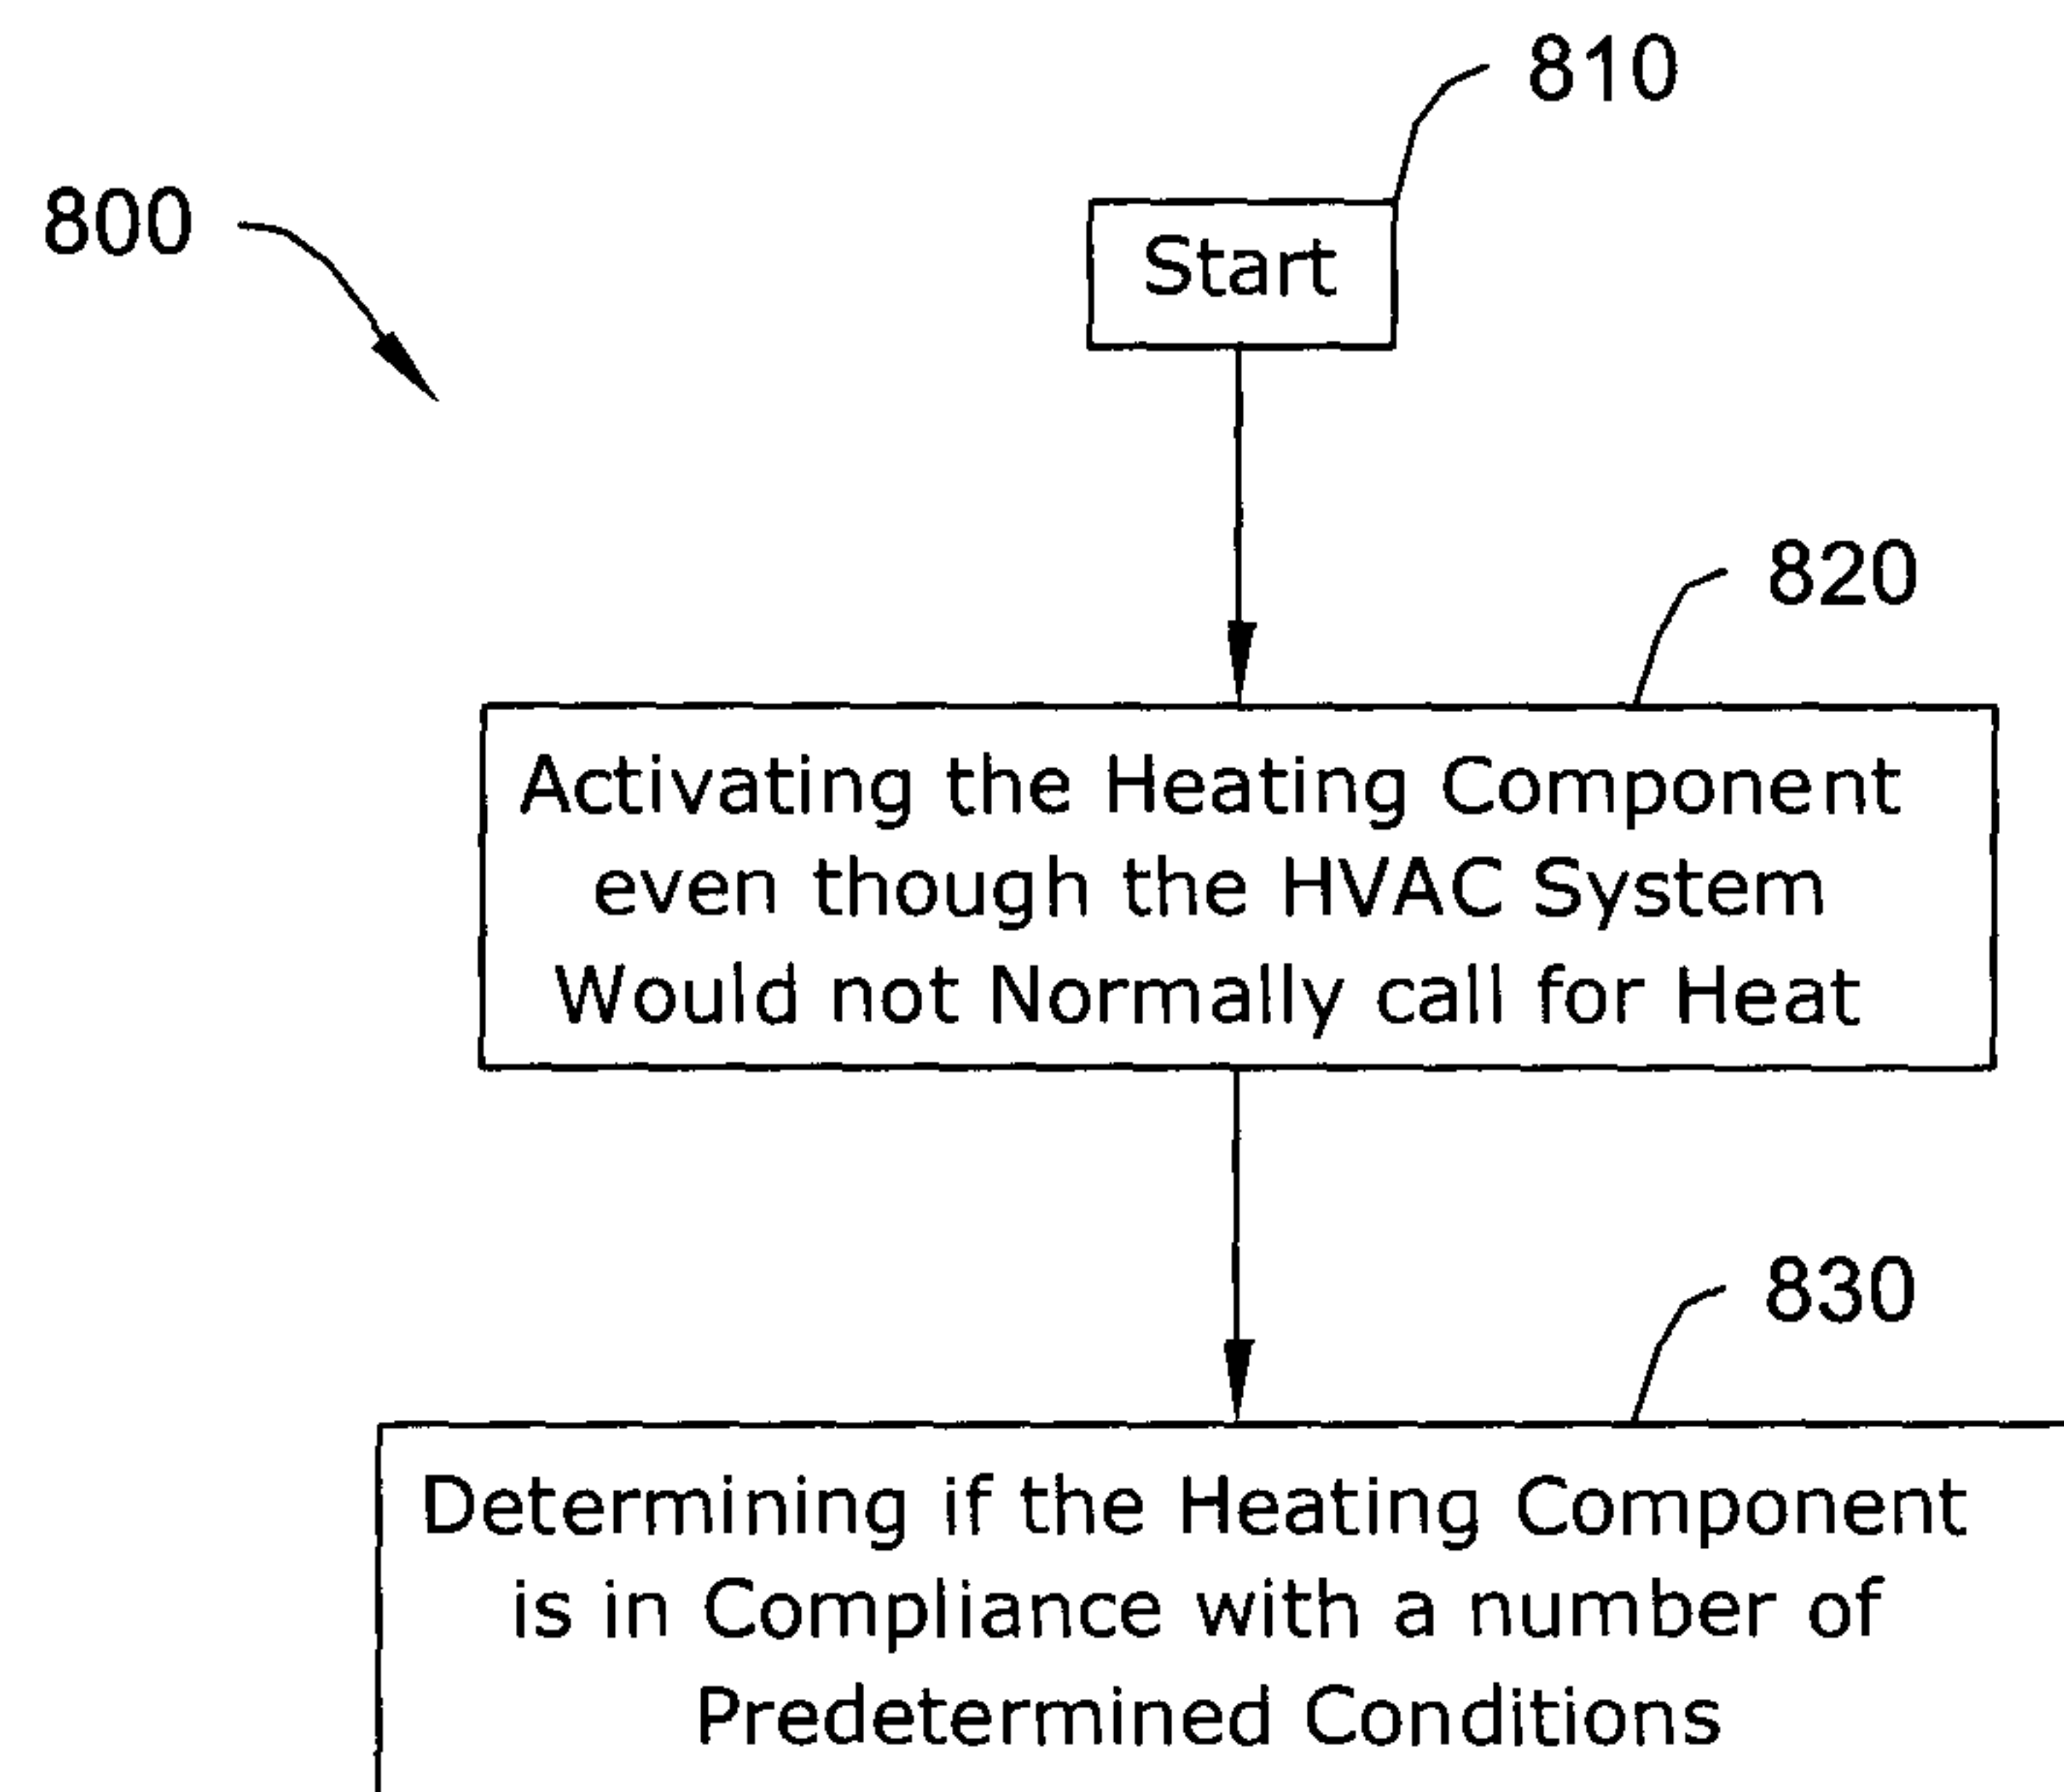 810
800
Start
820
Activating the Heating Component
even though the HVAC System
Would not Normally call for Heat
830
Determining if the Heating Component
is in Compliance with a number of
Predetermined Conditions